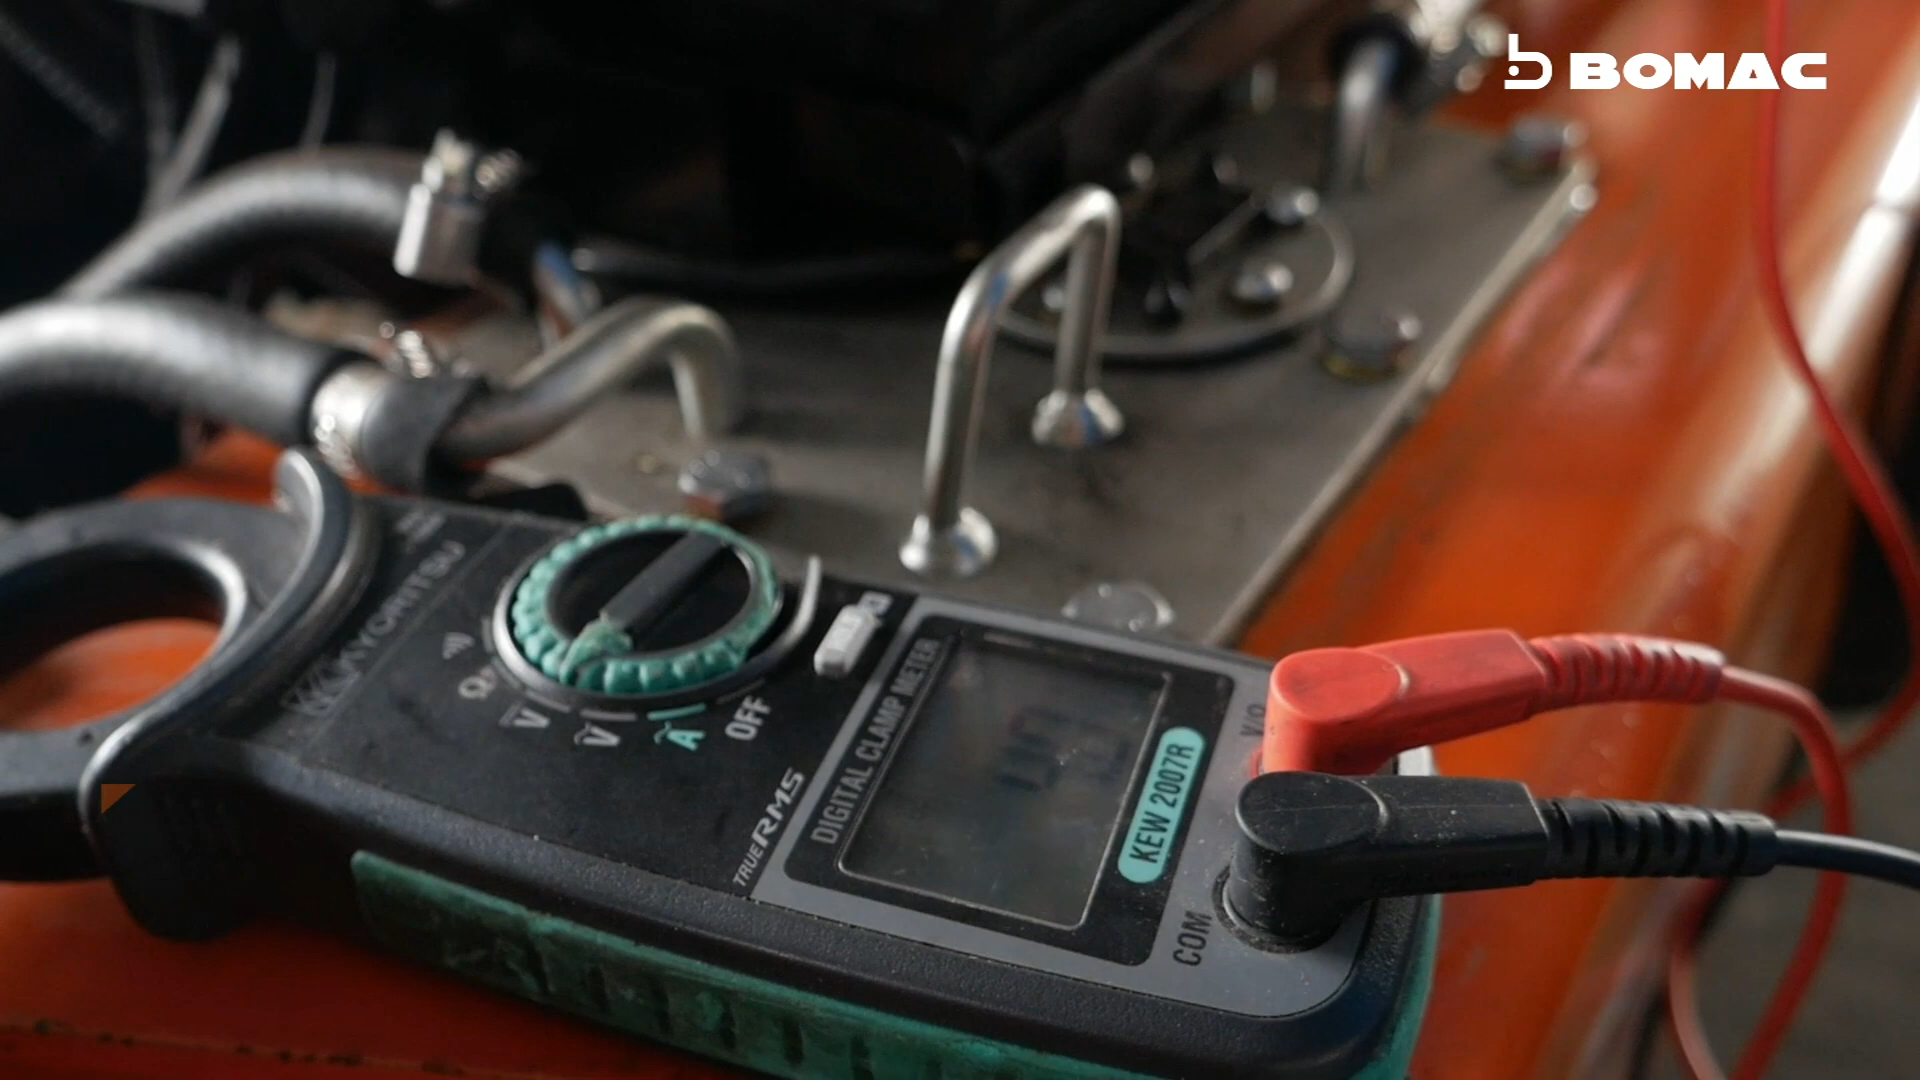 BOMAC
KYORITSU
Ω
V
Ṽ
Ã
OFF
TRUE RMS
DIGITAL CLAMP METER
KEW 2007R
V/Ω
COM